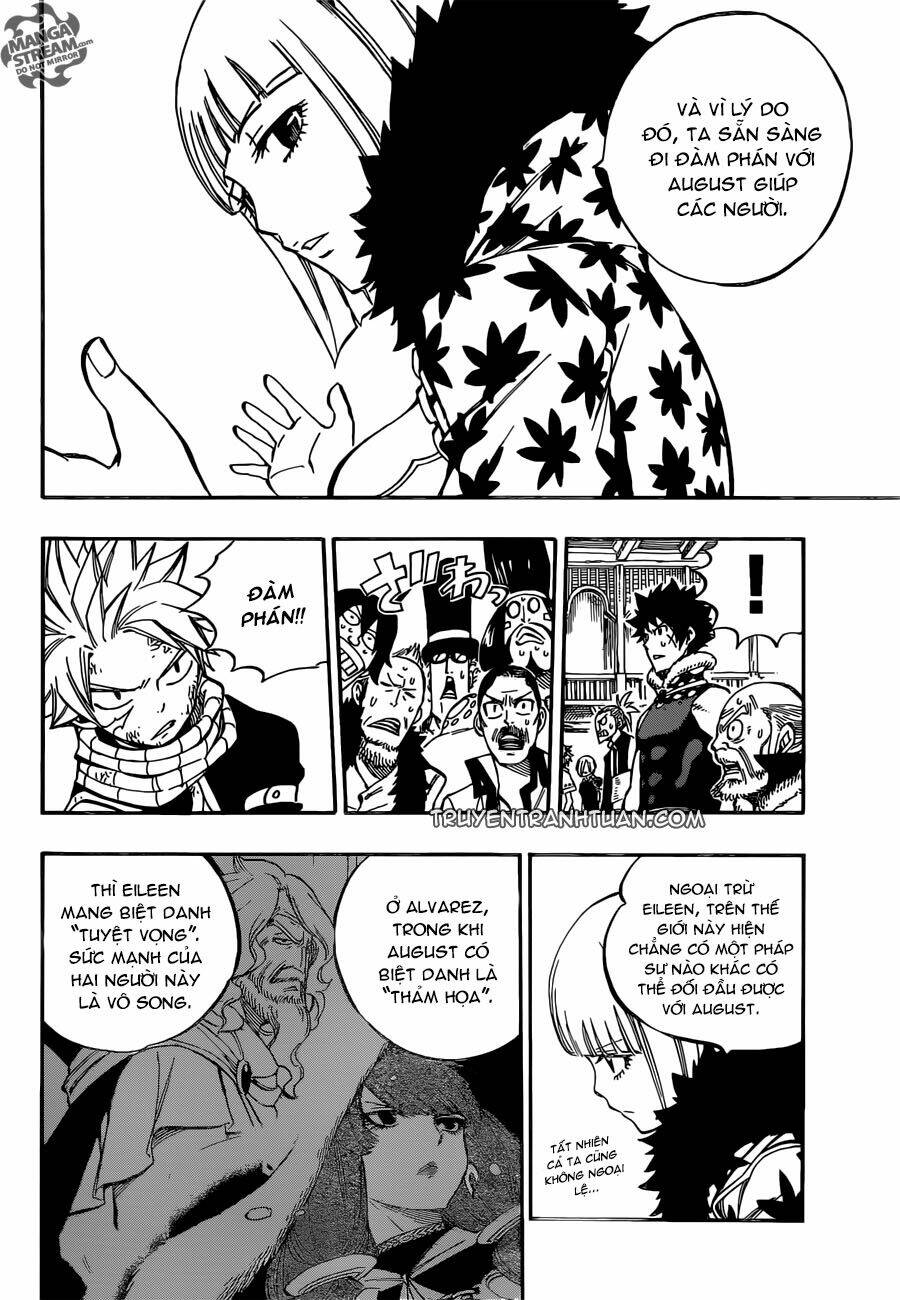 MANGA
STREAM.com
DO NOT MIRROR
VÀ VÌ LÝ DO
ĐÓ, TA SẴN SÀNG
ĐI ĐÀM PHÁN VỚI
AUGUST GIÚP
CÁC NGƯỜI.
!
ざわっ
ĐÀM
PHÁN!!
TRUYENTRANHTUAN.COM
NGOẠI TRỪ
EILEEN, TRÊN THẾ
GIỚI NÀY HIỆN
CHẲNG CÓ MỘT PHÁP
SƯ NÀO KHÁC CÓ
THỂ ĐỐI ĐẦU ĐƯỢC
VỚI AUGUST.
TẤT NHIÊN
CẢ TA CŨNG
KHÔNG NGOẠI
LỆ...
Ở ALVAREZ,
TRONG KHI
AUGUST CÓ
BIỆT DANH LÀ
"THẢM HỌA".
THÌ EILEEN
MANG BIỆT DANH
"TUYỆT VỌNG".
SỨC MẠNH CỦA
HAI NGƯỜI NÀY
LÀ VÔ SONG.